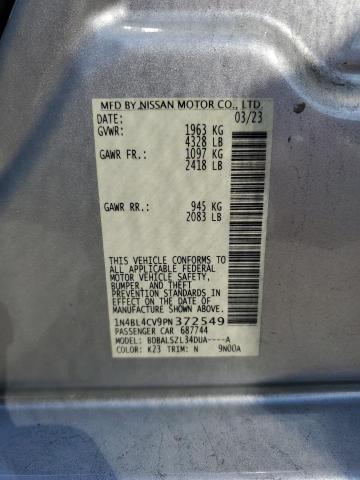 MFD BY NISSAN MOTOR CO., LTD.
DATE: 03/23
GVWR: 1963 KG
4328 LB
GAWR FR.: 1097 KG
2418 LB
GAWR RR.: 945 KG
2083 LB
THIS VEHICLE CONFORMS TO
ALL APPLICABLE FEDERAL
MOTOR VEHICLE SAFETY,
BUMPER, AND THEFT
PREVENTION STANDARDS IN
EFFECT ON THE DATE OF
MANUFACTURE SHOWN ABOVE.
1N4BL4CV9PN372549
PASSENGER CAR 687744
MODEL: BDBALSZL34DUA----A
COLOR: K23 TRIM: N 9N00A